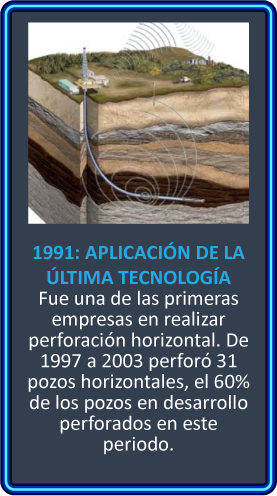 1991: APLICACIÓN DE LA
ÚLTIMA TECNOLOGÍA
Fue una de las primeras
empresas en realizar
perforación horizontal. De
1997 a 2003 perforó 31
pozos horizontales, el 60%
de los pozos en desarrollo
perforados en este
periodo.